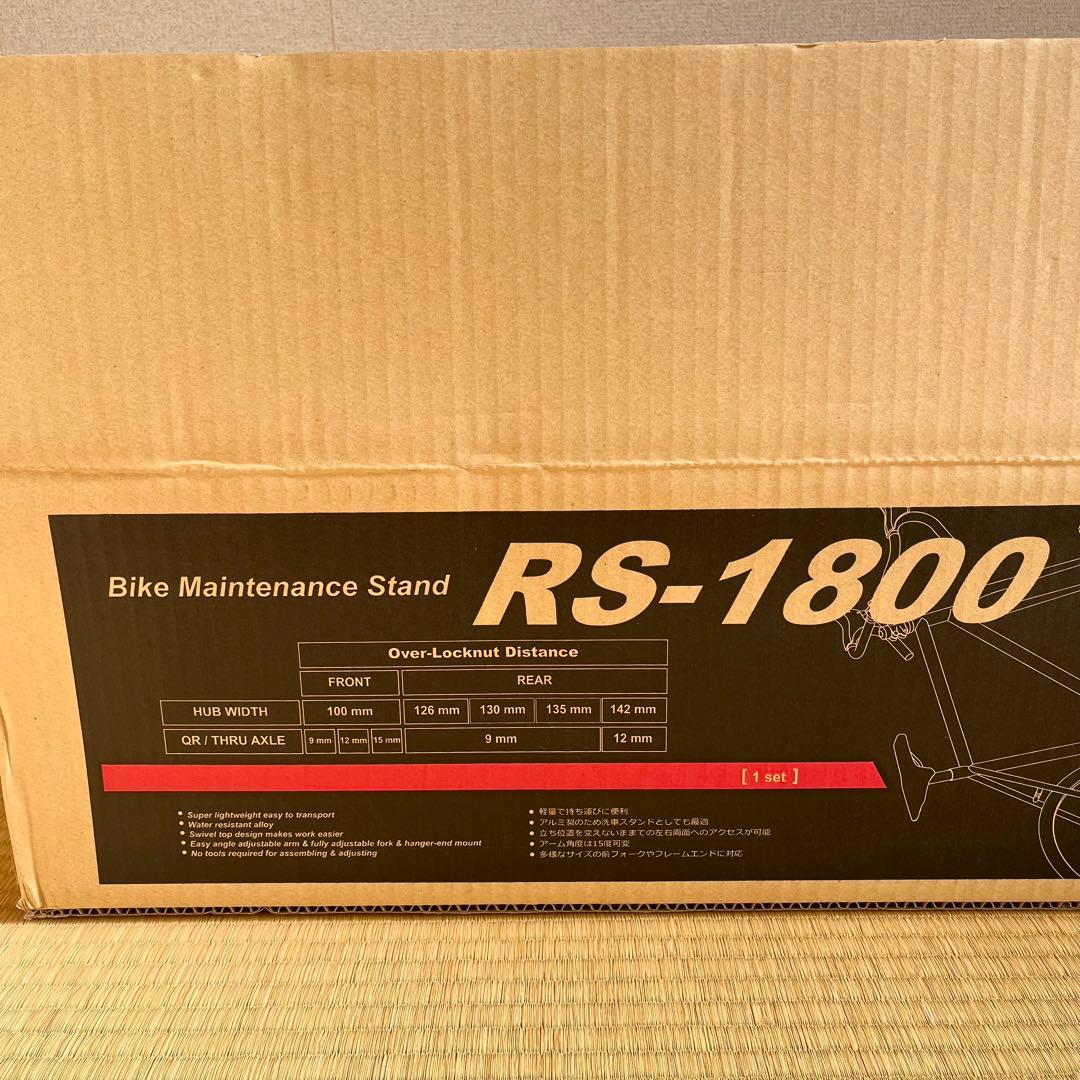 Bike Maintenance Stand
RS-1800
Over-Locknut Distance
FRONT REAR
HUB WIDTH 100 mm 126 mm 130 mm 135 mm 142 mm
QR / THRU AXLE 9 mm 12 mm 15 mm 9 mm 12 mm
[ 1 set ]
• Super lightweight easy to transport
• Water resistant alloy
• Swivel top design makes work easier
• Easy angle adjustable arm & fully adjustable fork & hanger-end mount
• No tools required for assembling & adjusting
• 軽量で持ち運びに便利
• アルミ製のため洗車スタンドとしても最適
• 立ち位置を変えないままでの左右両面へのアクセスが可能
• アーム角度は15度可変
• 多様なサイズの前フォークやフレームエンドに対応